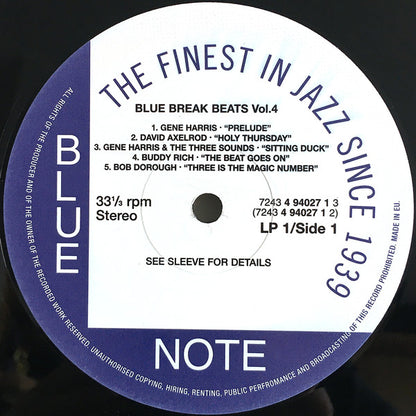 THE FINEST IN JAZZ SINCE 1939
BLUE BREAK BEATS Vol.4
1. GENE HARRIS · “PRELUDE”
2. DAVID AXELROD · “HOLY THURSDAY”
3. GENE HARRIS & THE THREE SOUNDS · “SITTING DUCK”
4. BUDDY RICH · “THE BEAT GOES ON”
5. BOB DOROUGH · “THREE IS THE MAGIC NUMBER”
33⅓ rpm
Stereo
7243 4 94027 1 3
(7243 4 94027 1 2)
LP 1/Side 1
SEE SLEEVE FOR DETAILS
BLUE
NOTE
ALL RIGHTS OF THE PRODUCER AND OF THE OWNER OF THE RECORDED WORK RESERVED. UNAUTHORISED COPYING, HIRING, RENTING, PUBLIC PERFROMANCE AND BROADCASTING OF THIS RECORD PROHIBITED. MADE IN EU.